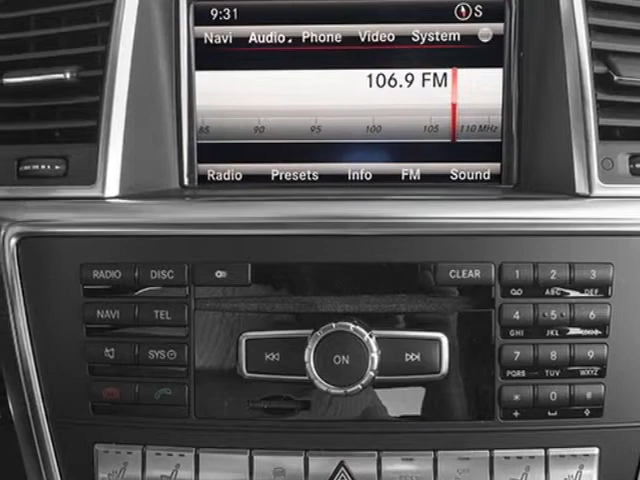 9:31 S
Navi Audio Phone Video System
106.9 FM
85 90 95 100 105 110 MHz
Radio Presets Info FM Sound
RADIO DISC CLEAR 1 2 3
ABC DEF
NAVI TEL 4 5 6
GHI JKL
SYS ON 7 8 9
PQRS TUV WXYZ
* 0 #
+